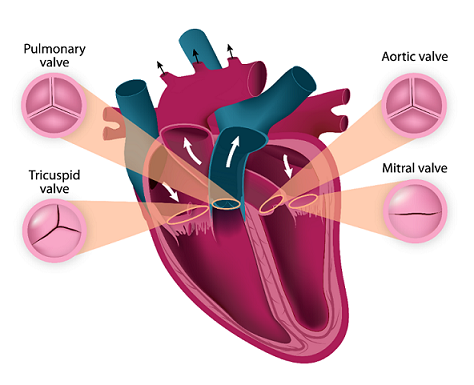 Pulmonary
valve
Aortic valve
Tricuspid
valve
Mitral valve